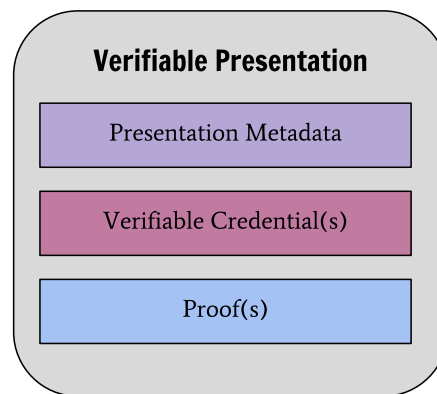 Verifiable Presentation
Presentation Metadata
Verifiable Credential(s)
Proof(s)